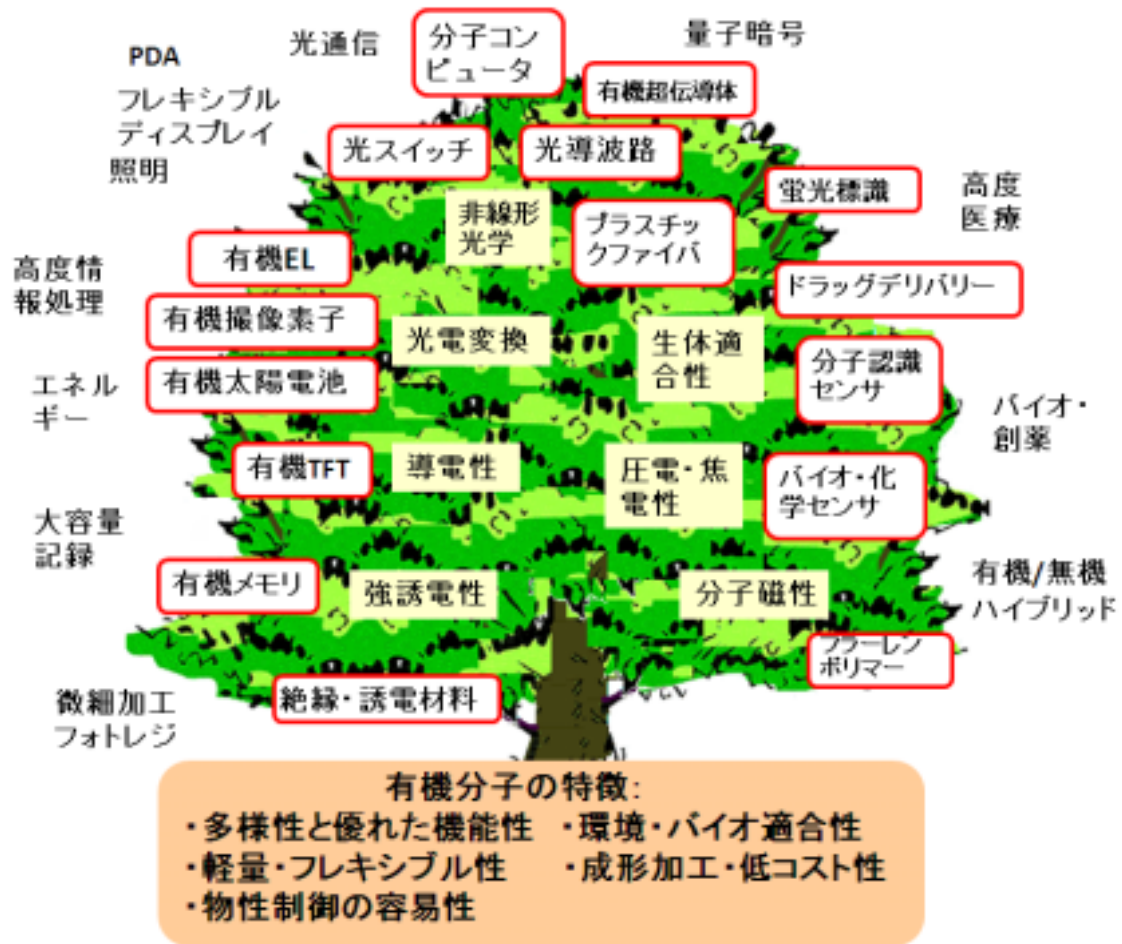 PDA
光通信
分子コン
ピュータ
量子暗号
フレキシブル
ディスプレイ
照明
有機超伝導体
光スイッチ
光導波路
蛍光標識
高度
医療
非線形
光学
プラスチッ
クファイバ
有機EL
高度情
報処理
ドラッグデリバリー
有機撮像素子
光電変換
生体適
合性
分子認識
センサ
エネル
ギー
有機太陽電池
バイオ・
創薬
有機TFT
導電性
圧電・焦
電性
バイオ・化
学センサ
大容量
記録
有機メモリ
強誘電性
分子磁性
有機/無機
ハイブリッド
フラーレン
ポリマー
微細加工
フォトレジ
絶縁・誘電材料
有機分子の特徴:
・多様性と優れた機能性 ・環境・バイオ適合性
・軽量・フレキシブル性 ・成形加工・低コスト性
・物性制御の容易性